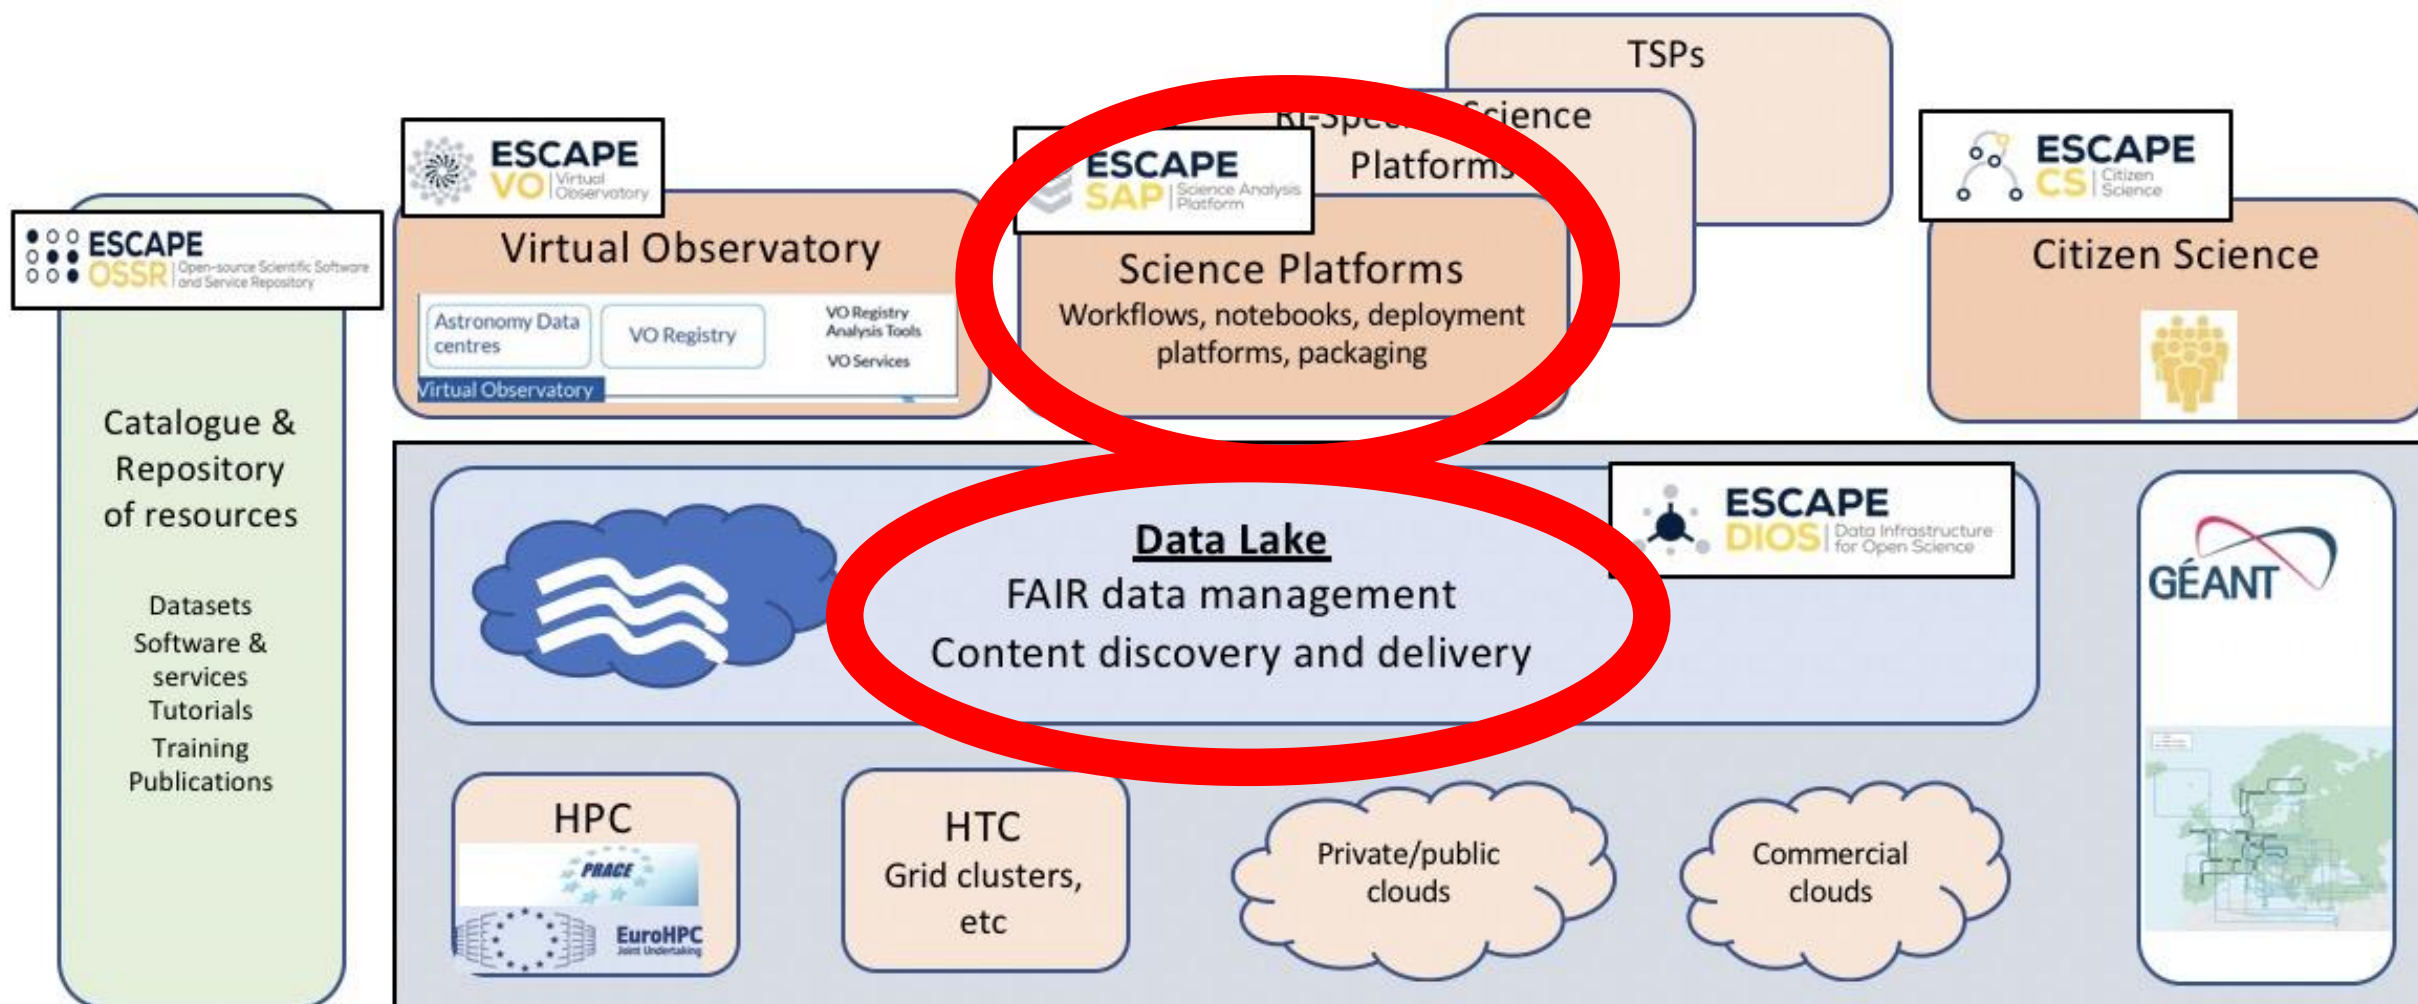 TSPs
RI-Specific Science
Platforms
ESCAPE
OSSR Open-source Scientific Software
and Service Repository
Catalogue &
Repository
of resources
Datasets
Software &
services
Tutorials
Training
Publications
ESCAPE
VO Virtual
Observatory
Virtual Observatory
Astronomy Data
centres
VO Registry
VO Registry
Analysis Tools
VO Services
Virtual Observatory
ESCAPE
SAP Science Analysis
Platform
Science Platforms
Workflows, notebooks, deployment
platforms, packaging
ESCAPE
CS Citizen
Science
Citizen Science
Data Lake
FAIR data management
Content discovery and delivery
ESCAPE
DIOS Data Infrastructure
for Open Science
GÉANT
HPC
PRACE
EuroHPC
Joint Undertaking
HTC
Grid clusters,
etc
Private/public
clouds
Commercial
clouds